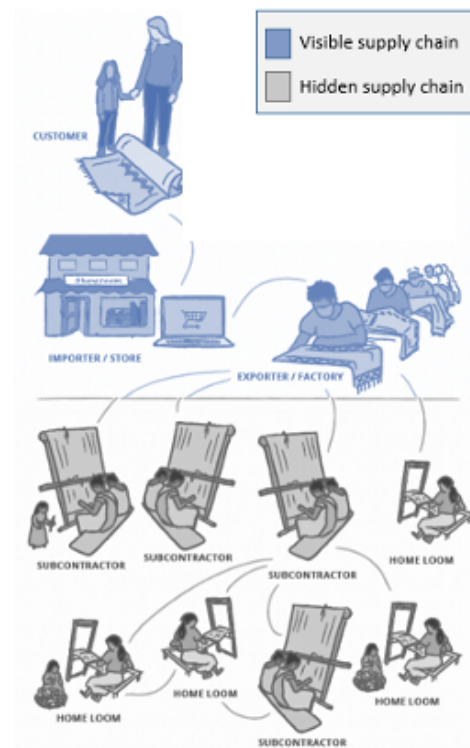 Visible supply chain
Hidden supply chain
CUSTOMER
IMPORTER / STORE
EXPORTER / FACTORY
SUBCONTRACTOR
SUBCONTRACTOR
SUBCONTRACTOR
HOME LOOM
HOME LOOM
HOME LOOM
SUBCONTRACTOR
HOME LOOM